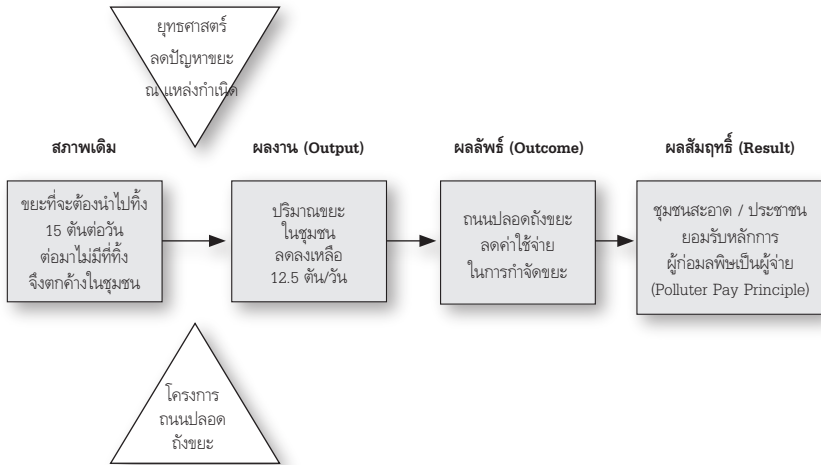 ยุทธศาสตร์
ลดปัญหาขยะ
ณ แหล่งกำเนิด
สภาพเดิม
ขยะที่จะต้องนำไปทิ้ง
15 ตันต่อวัน
ต่อมาไม่มีที่ทิ้ง
จึงตกค้างในชุมชน
ผลงาน (Output)
ปริมาณขยะ
ในชุมชน
ลดลงเหลือ
12.5 ตัน/วัน
ผลลัพธ์ (Outcome)
ถนนปลอดถังขยะ
ลดค่าใช้จ่าย
ในการกำจัดขยะ
ผลสัมฤทธิ์ (Result)
ชุมชนสะอาด / ประชาชน
ยอมรับหลักการ
ผู้ก่อมลพิษเป็นผู้จ่าย
(Polluter Pay Principle)
โครงการ
ถนนปลอด
ถังขยะ